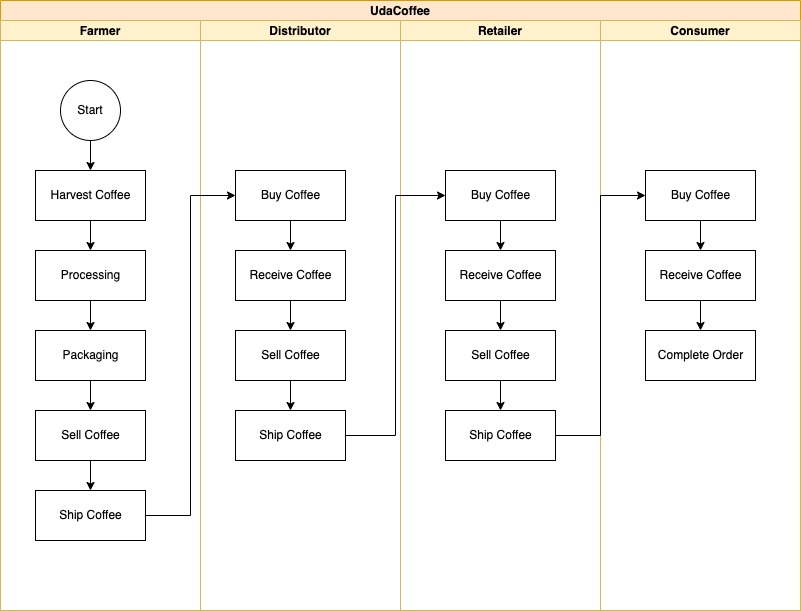 UdaCoffee
Farmer
Distributor
Retailer
Consumer
Start
Harvest Coffee
Processing
Packaging
Sell Coffee
Ship Coffee
Buy Coffee
Receive Coffee
Sell Coffee
Ship Coffee
Buy Coffee
Receive Coffee
Sell Coffee
Ship Coffee
Buy Coffee
Receive Coffee
Complete Order